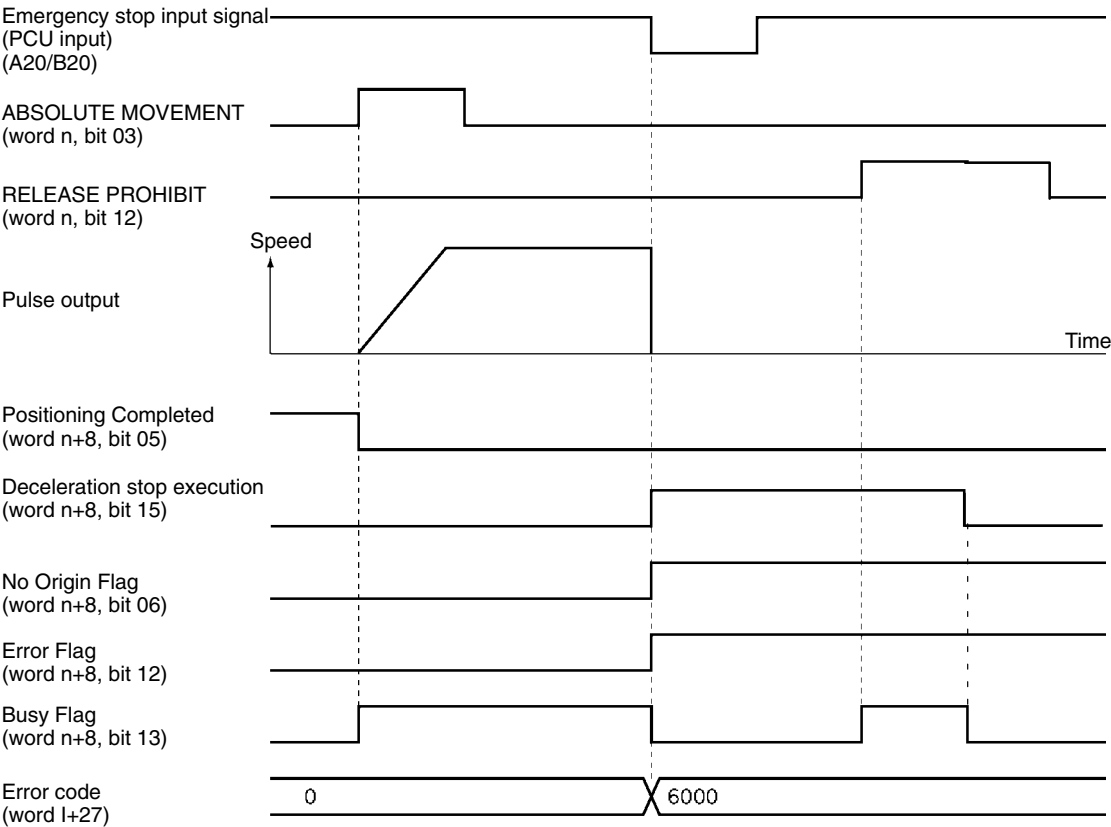 Emergency stop input signal
(PCU input)
(A20/B20)
ABSOLUTE MOVEMENT
(word n, bit 03)
RELEASE PROHIBIT
(word n, bit 12)
Speed
Pulse output
Time
Positioning Completed
(word n+8, bit 05)
Deceleration stop execution
(word n+8, bit 15)
No Origin Flag
(word n+8, bit 06)
Error Flag
(word n+8, bit 12)
Busy Flag
(word n+8, bit 13)
Error code
(word I+27)
0
6000